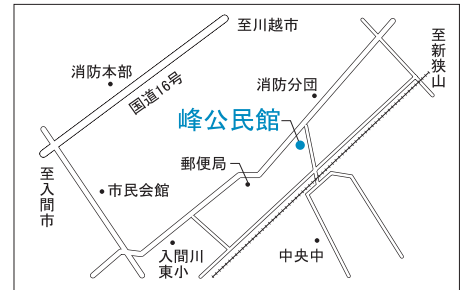 至川越市
至新狭山
消防本部
国道16号
消防分団
峰公民館
郵便局
至入間市
市民会館
入間川
東小
中央中